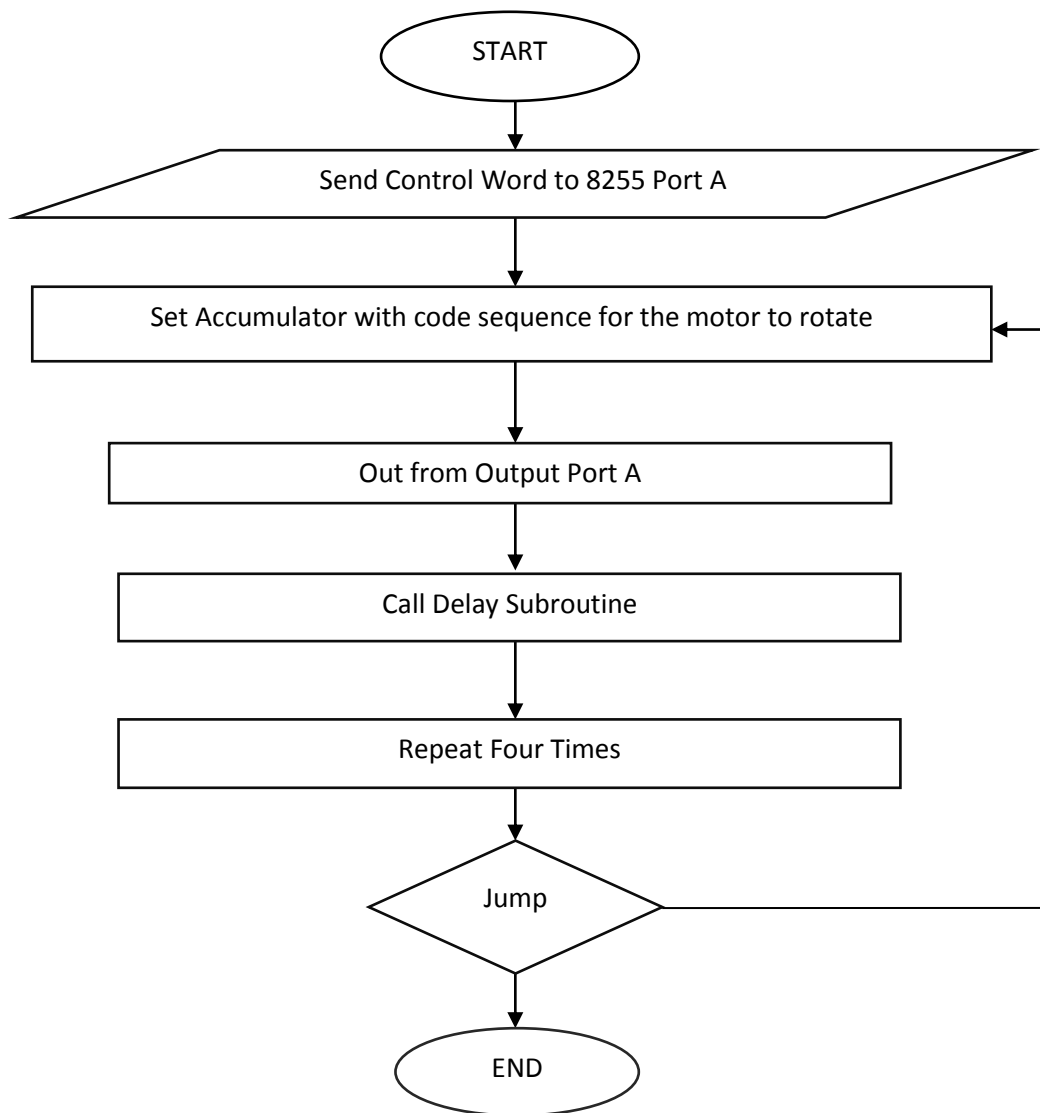 START
Send Control Word to 8255 Port A
Set Accumulator with code sequence for the motor to rotate
Out from Output Port A
Call Delay Subroutine
Repeat Four Times
Jump
END